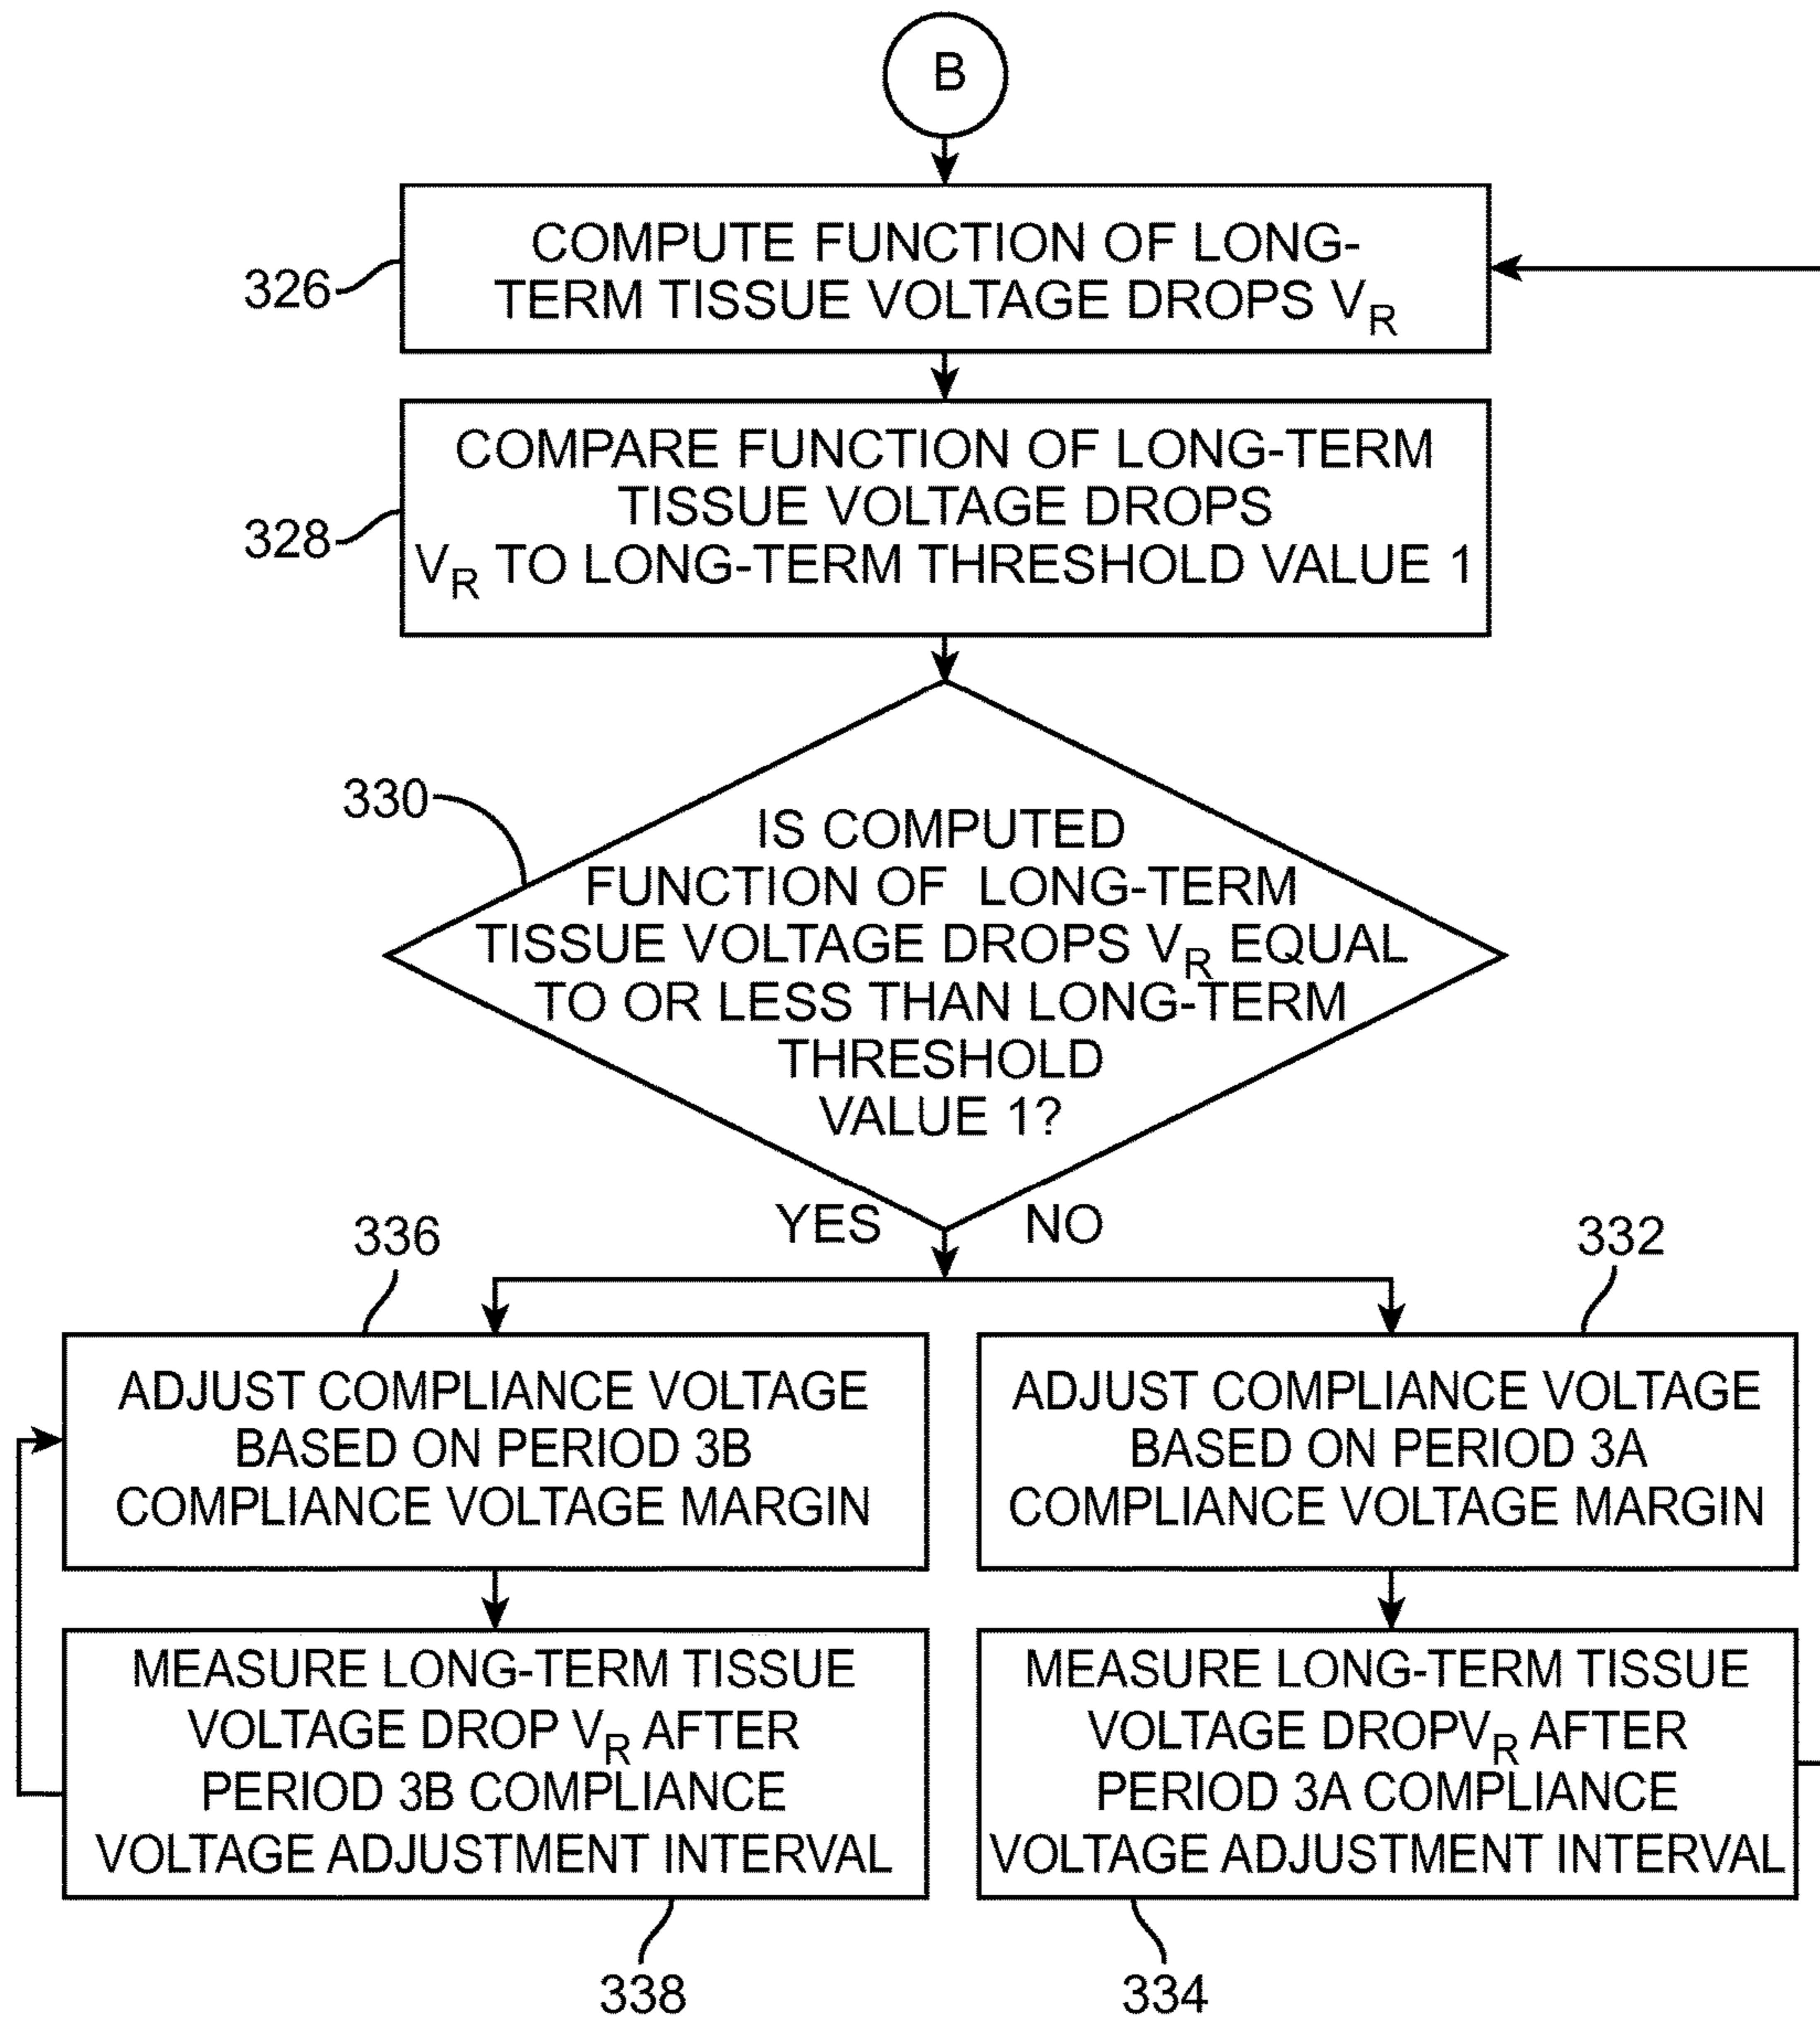 B
COMPUTE FUNCTION OF LONG-
TERM TISSUE VOLTAGE DROPS VR
326
COMPARE FUNCTION OF LONG-TERM
TISSUE VOLTAGE DROPS
VR TO LONG-TERM THRESHOLD VALUE 1
328
330
IS COMPUTED
FUNCTION OF LONG-TERM
TISSUE VOLTAGE DROPS VR EQUAL
TO OR LESS THAN LONG-TERM
THRESHOLD
VALUE 1?
YES
NO
336
332
ADJUST COMPLIANCE VOLTAGE
BASED ON PERIOD 3B
COMPLIANCE VOLTAGE MARGIN
ADJUST COMPLIANCE VOLTAGE
BASED ON PERIOD 3A
COMPLIANCE VOLTAGE MARGIN
MEASURE LONG-TERM TISSUE
VOLTAGE DROP VR AFTER
PERIOD 3B COMPLIANCE
VOLTAGE ADJUSTMENT INTERVAL
MEASURE LONG-TERM TISSUE
VOLTAGE DROPVR AFTER
PERIOD 3A COMPLIANCE
VOLTAGE ADJUSTMENT INTERVAL
338
334